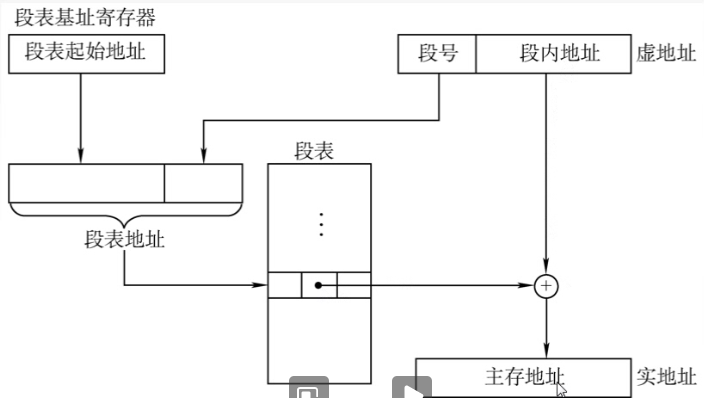 段表基址寄存器
段表起始地址
段号 段内地址 虚地址
段表
⋮
段表地址
+
主存地址 实地址